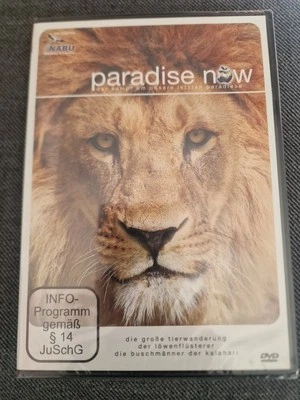 NABU
paradise now
der kampf um unsere letzten paradiese
INFO-
Programm
gemäß
§ 14
JuSchG
die große tierwanderung
der löwenflüsterer
die buschmänner der kalahari
DVD